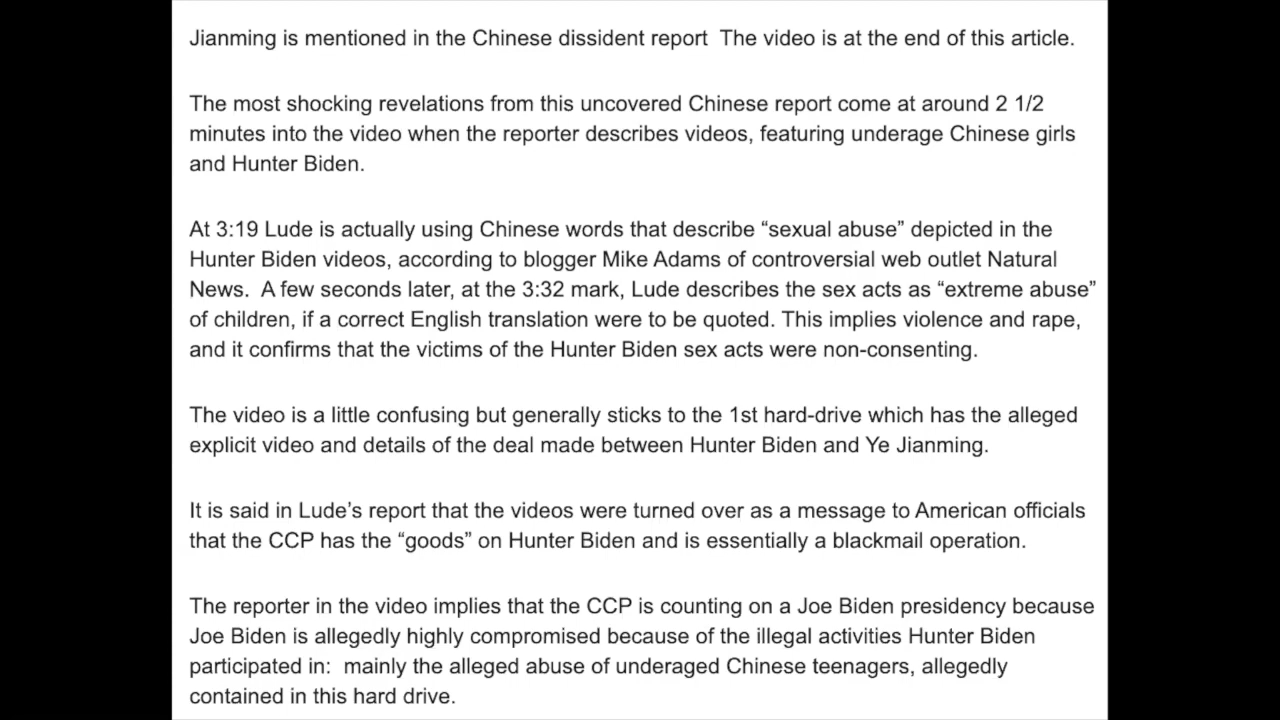 Jianming is mentioned in the Chinese dissident report  The video is at the end of this article.
The most shocking revelations from this uncovered Chinese report come at around 2 1/2
minutes into the video when the reporter describes videos, featuring underage Chinese girls
and Hunter Biden.
At 3:19 Lude is actually using Chinese words that describe “sexual abuse” depicted in the
Hunter Biden videos, according to blogger Mike Adams of controversial web outlet Natural
News.  A few seconds later, at the 3:32 mark, Lude describes the sex acts as “extreme abuse”
of children, if a correct English translation were to be quoted. This implies violence and rape,
and it confirms that the victims of the Hunter Biden sex acts were non-consenting.
The video is a little confusing but generally sticks to the 1st hard-drive which has the alleged
explicit video and details of the deal made between Hunter Biden and Ye Jianming.
It is said in Lude’s report that the videos were turned over as a message to American officials
that the CCP has the “goods” on Hunter Biden and is essentially a blackmail operation.
The reporter in the video implies that the CCP is counting on a Joe Biden presidency because
Joe Biden is allegedly highly compromised because of the illegal activities Hunter Biden
participated in:  mainly the alleged abuse of underaged Chinese teenagers, allegedly
contained in this hard drive.